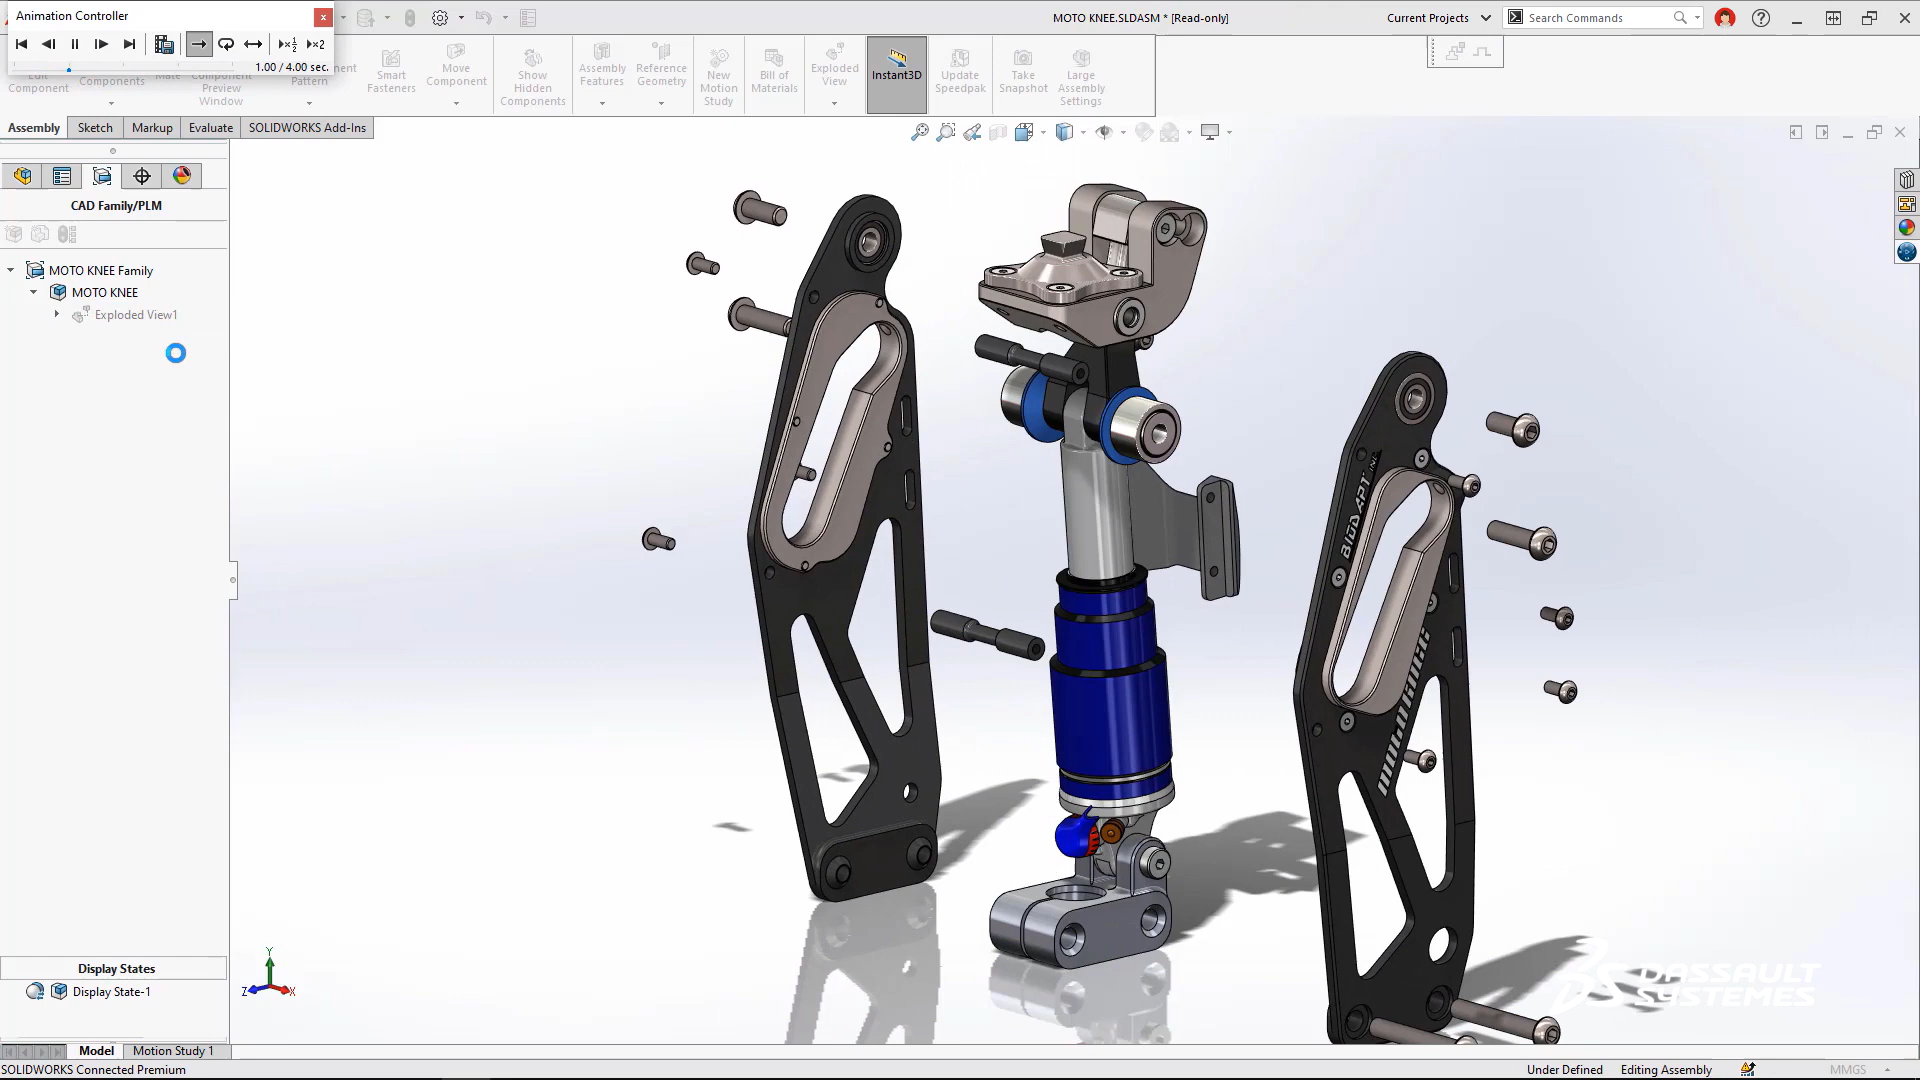 Animation Controller
MOTO KNEE.SLDASM * [Read-only]
Current Projects
Search Commands
1.00 / 4.00 sec.
Edit
Component
Components
Mate
Component
Preview
Window
Pattern
Smart
Fasteners
Move
Component
Show
Hidden
Components
Assembly
Features
Reference
Geometry
New
Motion
Study
Bill of
Materials
Exploded
View
Instant3D
Update
Speedpak
Take
Snapshot
Large
Assembly
Settings
Assembly
Sketch
Markup
Evaluate
SOLIDWORKS Add-Ins
CAD Family/PLM
MOTO KNEE Family
MOTO KNEE
Exploded View1
BIODAPT INC
DASSAULT
SYSTEMES
Display States
Display State-1
Y
Z
X
Model
Motion Study 1
SOLIDWORKS Connected Premium
Under Defined
Editing Assembly
MMGS